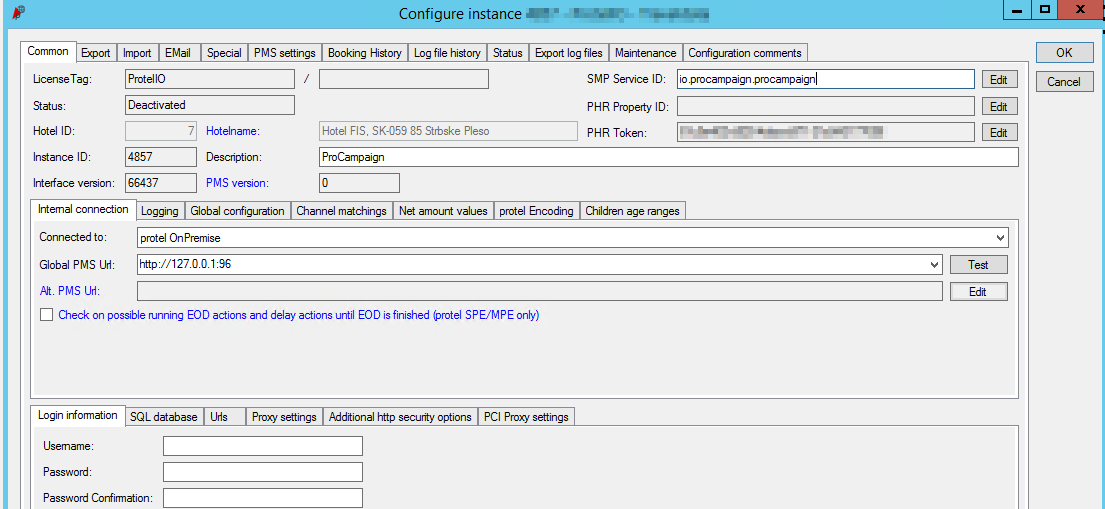 Configure instance
OK
Cancel
Common Export Import EMail Special PMS settings Booking History Log file history Status Export log files Maintenance Configuration comments
LicenseTag: ProtelIO / SMP Service ID: io.procampaign.procampaign Edit
Status: Deactivated PHR Property ID: Edit
Hotel ID: 7 Hotelname: Hotel FIS, SK-059 85 Strbske Pleso PHR Token: Edit
Instance ID: 4857 Description: ProCampaign
Interface version: 66437 PMS version: 0
Internal connection Logging Global configuration Channel matchings Net amount values protel Encoding Children age ranges
Connected to: protel OnPremise
Global PMS Url: http://127.0.0.1:96 Test
Alt. PMS Url: Edit
Check on possible running EOD actions and delay actions until EOD is finished (protel SPE/MPE only)
Login information SQL database Urls Proxy settings Additional http security options PCI Proxy settings
Username:
Password:
Password Confirmation: